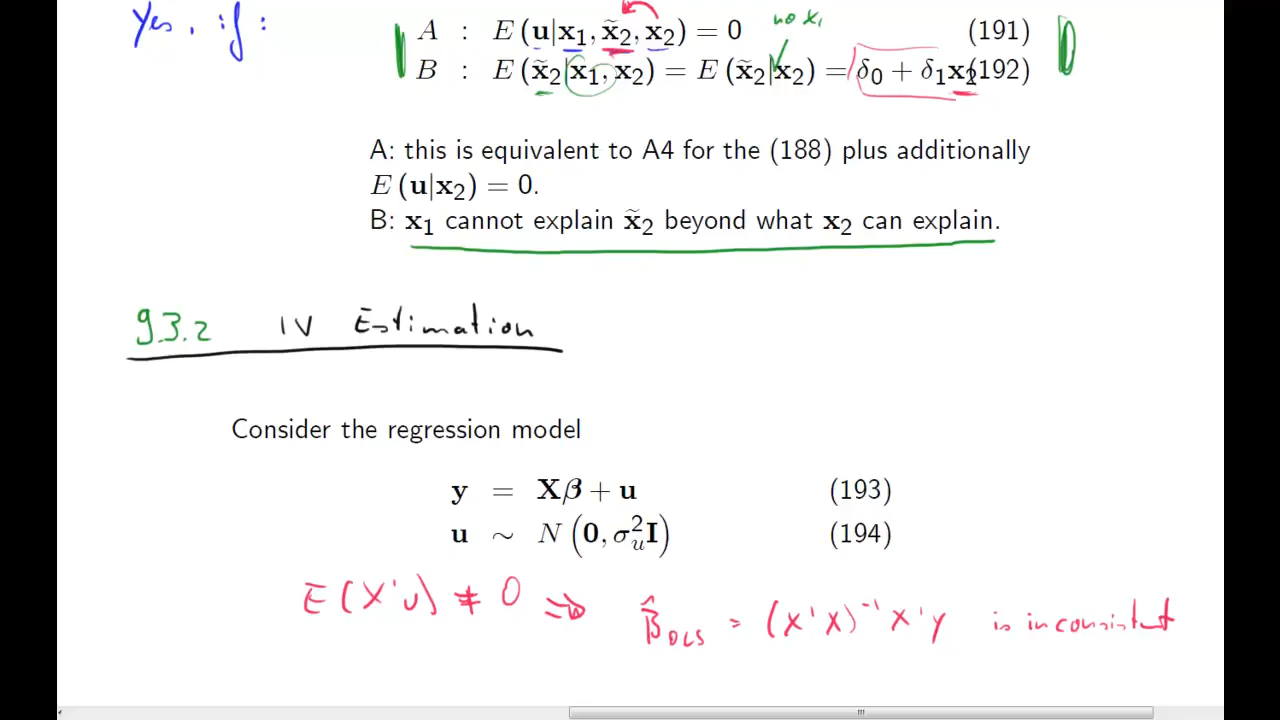 Yes, if :
no x₁
A : E (u|x₁, x̃₂, x₂) = 0 (191)
B : E (x̃₂|x₁, x₂) = E (x̃₂|x₂) = δ₀ + δ₁x₂ (192)
A: this is equivalent to A4 for the (188) plus additionally
E (u|x₂) = 0.
B: x₁ cannot explain x̃₂ beyond what x₂ can explain.
9.3.2 IV Estimation
Consider the regression model
y = Xβ + u (193)
u ∼ N (0, σ²ᵤI) (194)
E (X'u) ≠ 0 ⇒ β̂OLS = (X'X)⁻¹ X'y is inconsistent